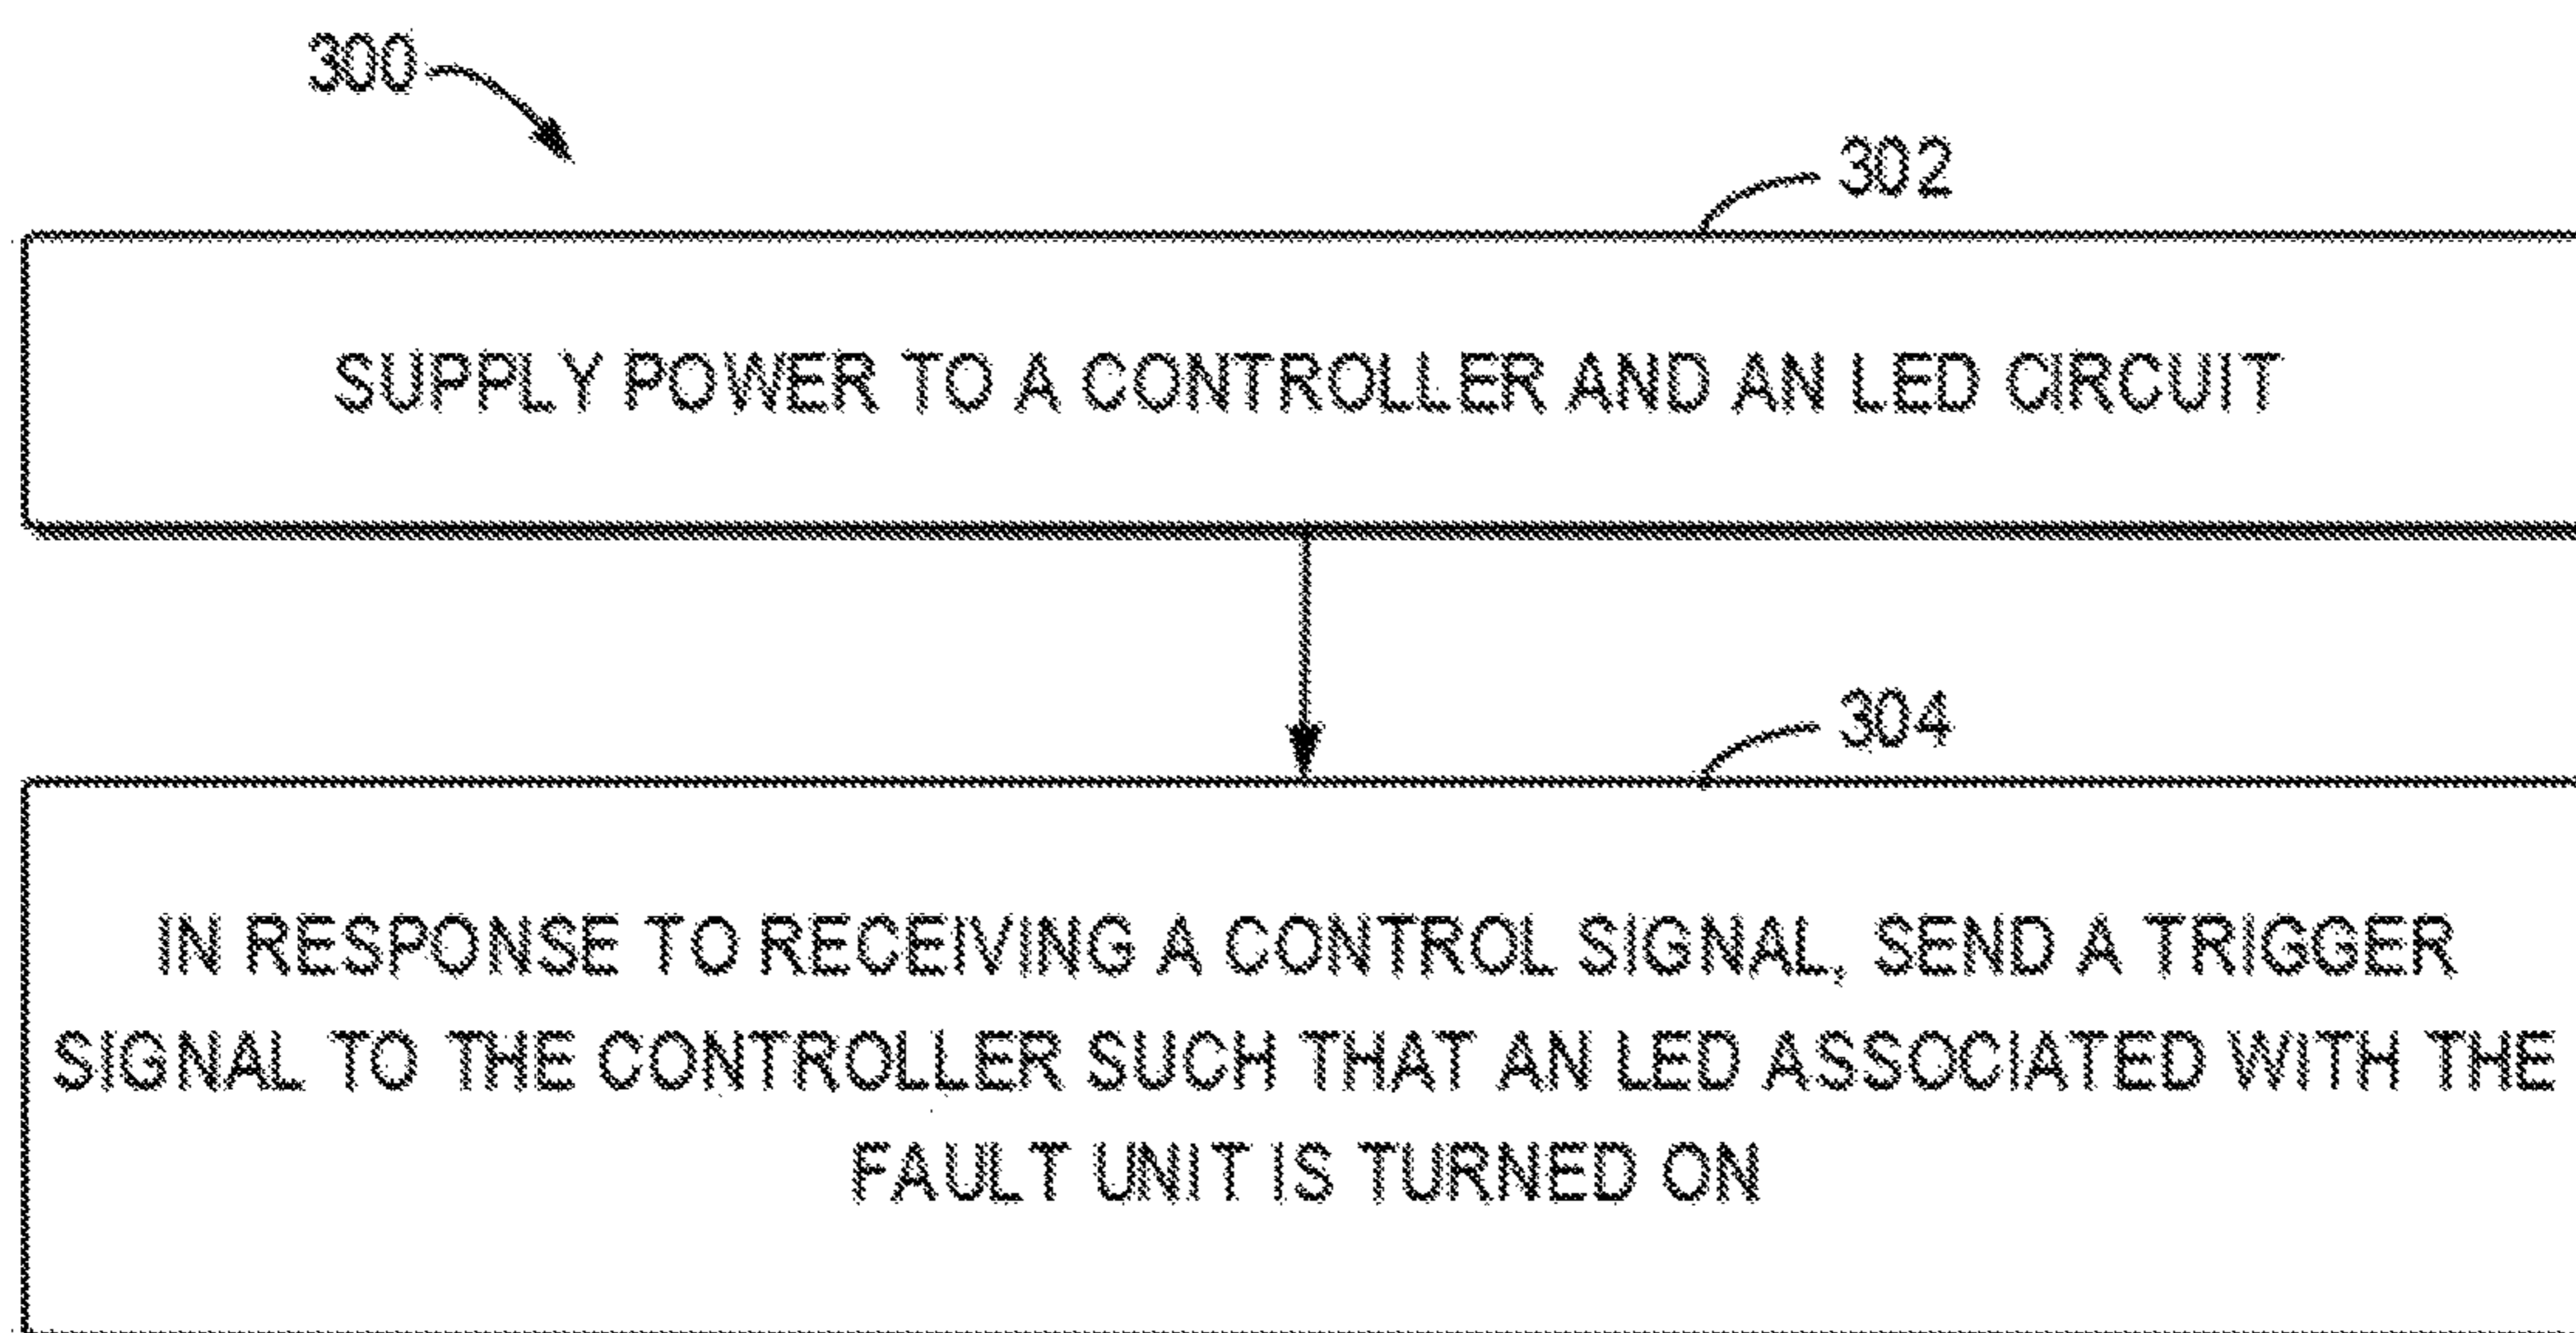 300
302
SUPPLY POWER TO A CONTROLLER AND AN LED CIRCUIT
304
IN RESPONSE TO RECEIVING A CONTROL SIGNAL, SEND A TRIGGER
SIGNAL TO THE CONTROLLER SUCH THAT AN LED ASSOCIATED WITH THE
FAULT UNIT IS TURNED ON